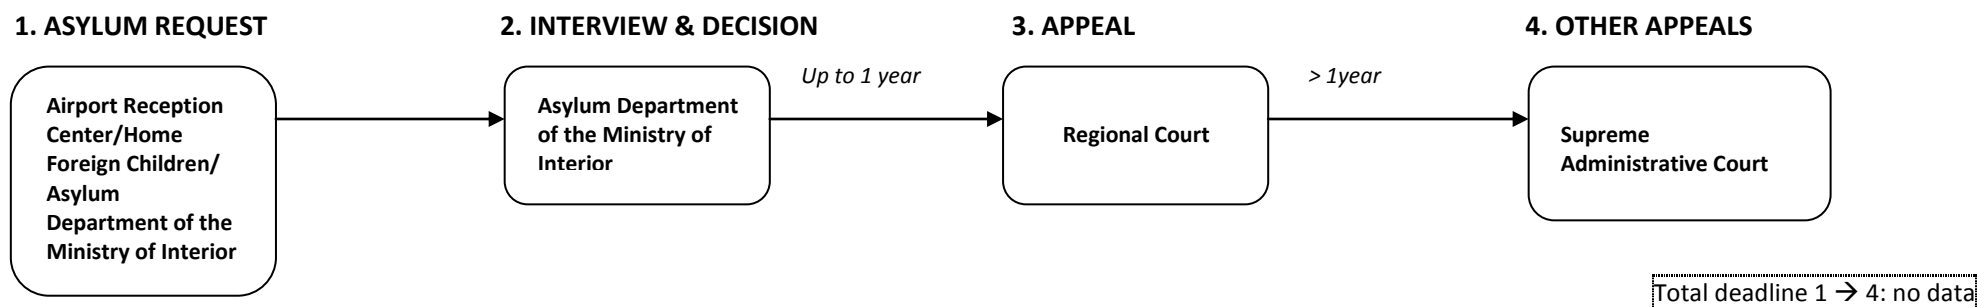 1. ASYLUM REQUEST
2. INTERVIEW & DECISION
3. APPEAL
4. OTHER APPEALS
Airport Reception
Center/Home
Foreign Children/
Asylum
Department of the
Ministry of Interior
Asylum Department
of the Ministry of
Interior
Up to 1 year
Regional Court
> 1year
Supreme
Administrative Court
Total deadline 1 → 4: no data